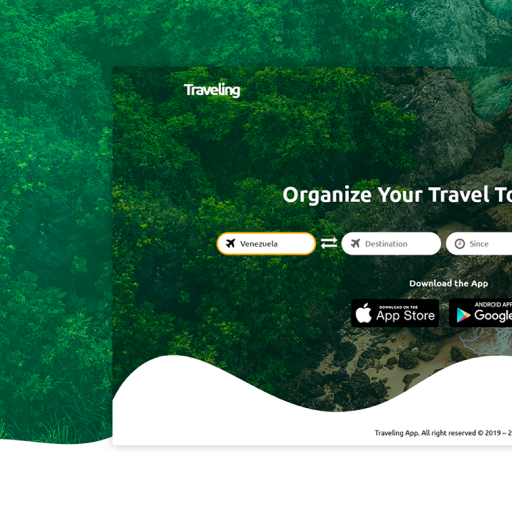 Traveling
Organize Your Travel To
Venezuela
Destination
Since
Download the App
DOWNLOAD ON THE
App Store
ANDROID APP
Google
Traveling App. All right reserved © 2019 – 2